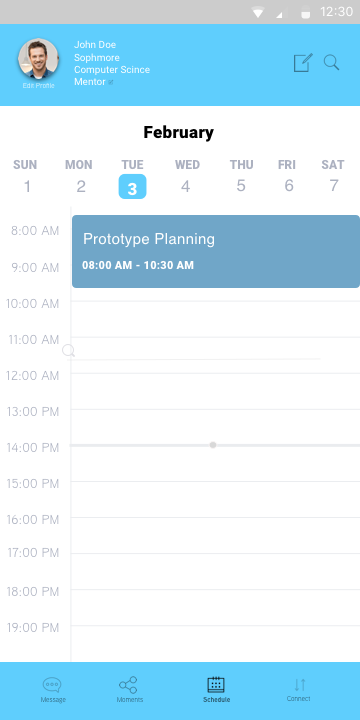 12:30
John Doe
Sophmore
Computer Scince
Mentor
Edit Profile
February
SUN MON TUE WED THU FRI SAT
1 2 3 4 5 6 7
8:00 AM
Prototype Planning
08:00 AM - 10:30 AM
9:00 AM
10:00 AM
11:00 AM
12:00 AM
13:00 PM
14:00 PM
15:00 PM
16:00 PM
17:00 PM
18:00 PM
19:00 PM
Message Moments Schedule Connect